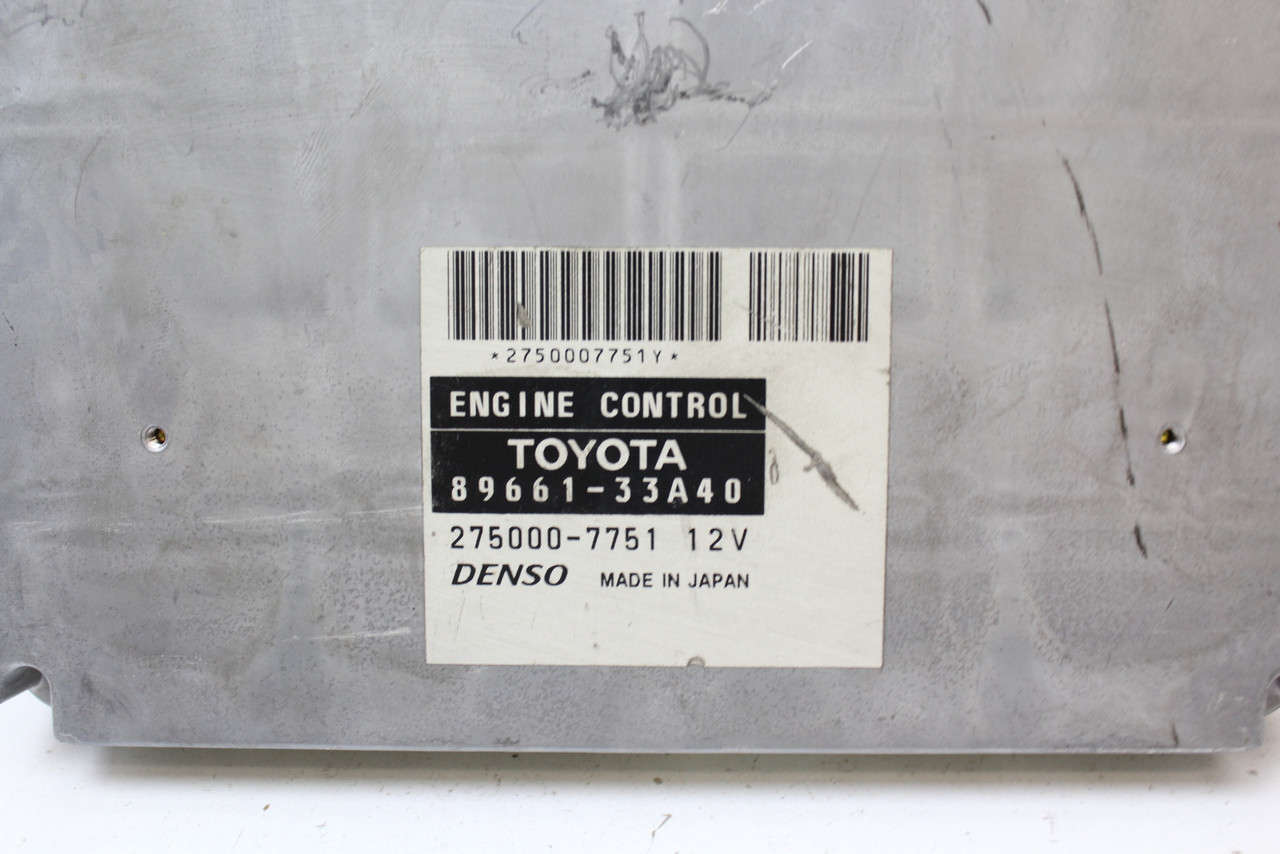 *2750007751Y*
ENGINE CONTROL
TOYOTA
89661-33A40
275000-7751 12V
DENSO MADE IN JAPAN